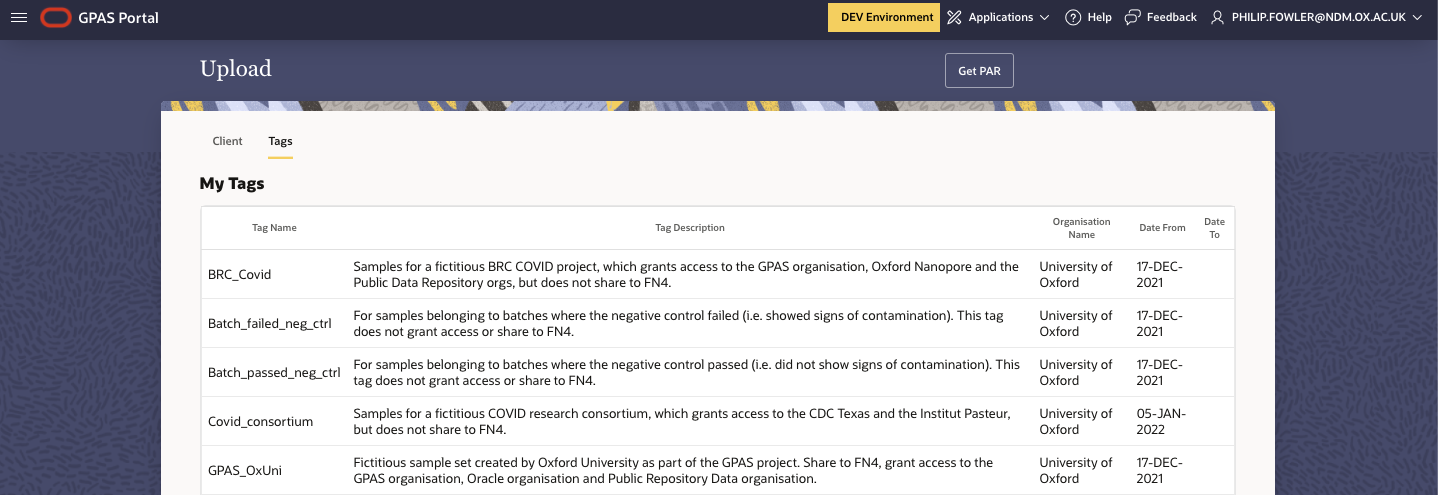 GPAS Portal
DEV Environment
Applications
Help
Feedback
PHILIP.FOWLER@NDM.OX.AC.UK
Upload
Get PAR
Client
Tags
My Tags
Tag Name
Tag Description
Organisation
Name
Date From
Date
To
BRC_Covid
Samples for a fictitious BRC COVID project, which grants access to the GPAS organisation, Oxford Nanopore and the
Public Data Repository orgs, but does not share to FN4.
University of
Oxford
17-DEC-
2021
Batch_failed_neg_ctrl
For samples belonging to batches where the negative control failed (i.e. showed signs of contamination). This tag
does not grant access or share to FN4.
University of
Oxford
17-DEC-
2021
Batch_passed_neg_ctrl
For samples belonging to batches where the negative control passed (i.e. did not show signs of contamination). This
tag does not grant access or share to FN4.
University of
Oxford
17-DEC-
2021
Covid_consortium
Samples for a fictitious COVID research consortium, which grants access to the CDC Texas and the Institut Pasteur,
but does not share to FN4.
University of
Oxford
05-JAN-
2022
GPAS_OxUni
Fictitious sample set created by Oxford University as part of the GPAS project. Share to FN4, grant access to the
GPAS organisation, Oracle organisation and Public Repository Data organisation.
University of
Oxford
17-DEC-
2021